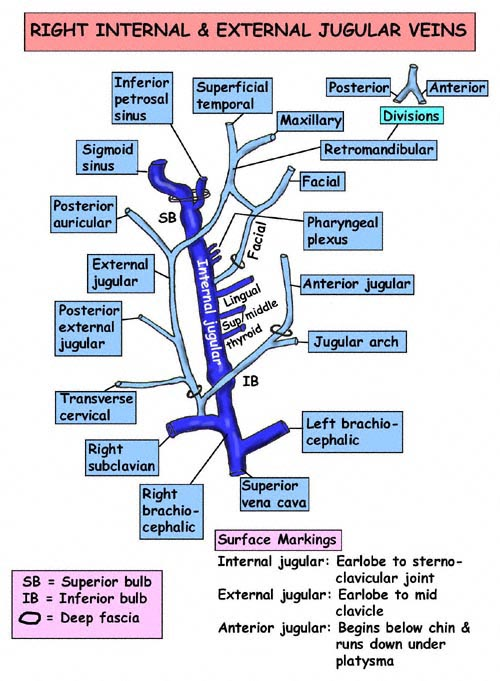 RIGHT INTERNAL & EXTERNAL JUGULAR VEINS
Inferior
petrosal
sinus
Superficial
temporal
Posterior
Anterior
Divisions
Maxillary
Retromandibular
Sigmoid
sinus
Facial
SB
Posterior
auricular
Pharyngeal
plexus
Facial
External
jugular
Internal jugular
Lingual
Anterior jugular
Sup/middle
thyroid
Posterior
external
jugular
Jugular arch
IB
Transverse
cervical
Left brachio-
cephalic
Right
subclavian
Right
brachio-
cephalic
Superior
vena cava
Surface Markings
Internal jugular: Earlobe to sterno-
clavicular joint
External jugular: Earlobe to mid
clavicle
Anterior jugular: Begins below chin &
runs down under
platysma
SB = Superior bulb
IB = Inferior bulb
= Deep fascia